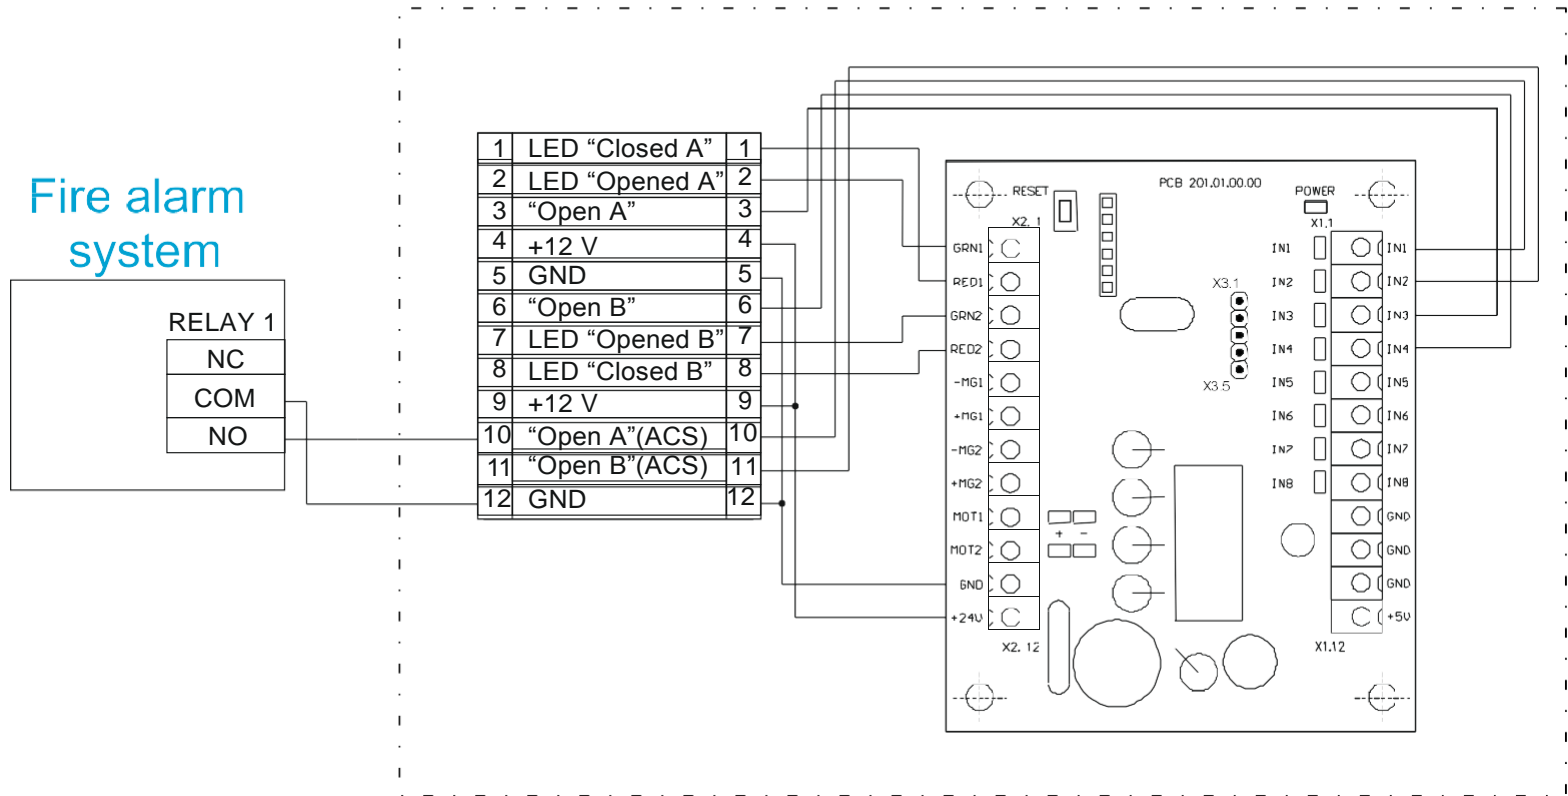 Fire alarm
system
RELAY 1
NC
COM
NO
1 LED “Closed A” 1
2 LED “Opened A” 2
3 “Open A” 3
4 +12 V 4
5 GND 5
6 “Open B” 6
7 LED “Opened B” 7
8 LED “Closed B” 8
9 +12 V 9
10 “Open A”(ACS) 10
11 “Open B”(ACS) 11
12 GND 12
RESET
PCB 201.01.00.00
POWER
X2. 1
X1.1
GRN1
RED1
GRN2
RED2
-MG1
+MG1
-MG2
+MG2
MOT1
MOT2
GND
+24V
X2. 12
+ -
X3.1
X3.5
IN1
IN2
IN3
IN4
IN5
IN6
IN7
IN8
IN1
IN2
IN3
IN4
IN5
IN6
IN7
IN8
GND
GND
GND
+5V
X1.12